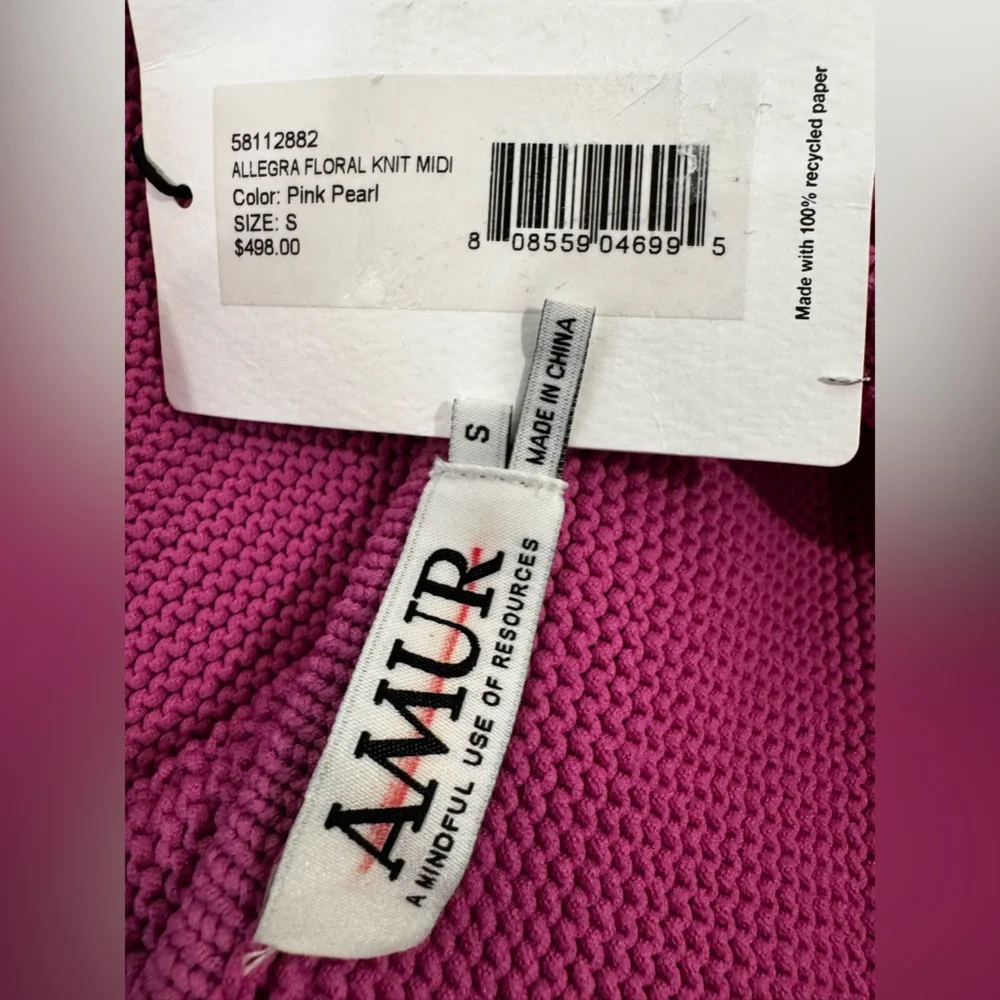 58112882
ALLEGRA FLORAL KNIT MIDI
Color: Pink Pearl
SIZE: S
$498.00
8 08559 04699 5
Made with 100% recycled paper
S
MADE IN CHINA
AMUR
A MINDFUL USE OF RESOURCES